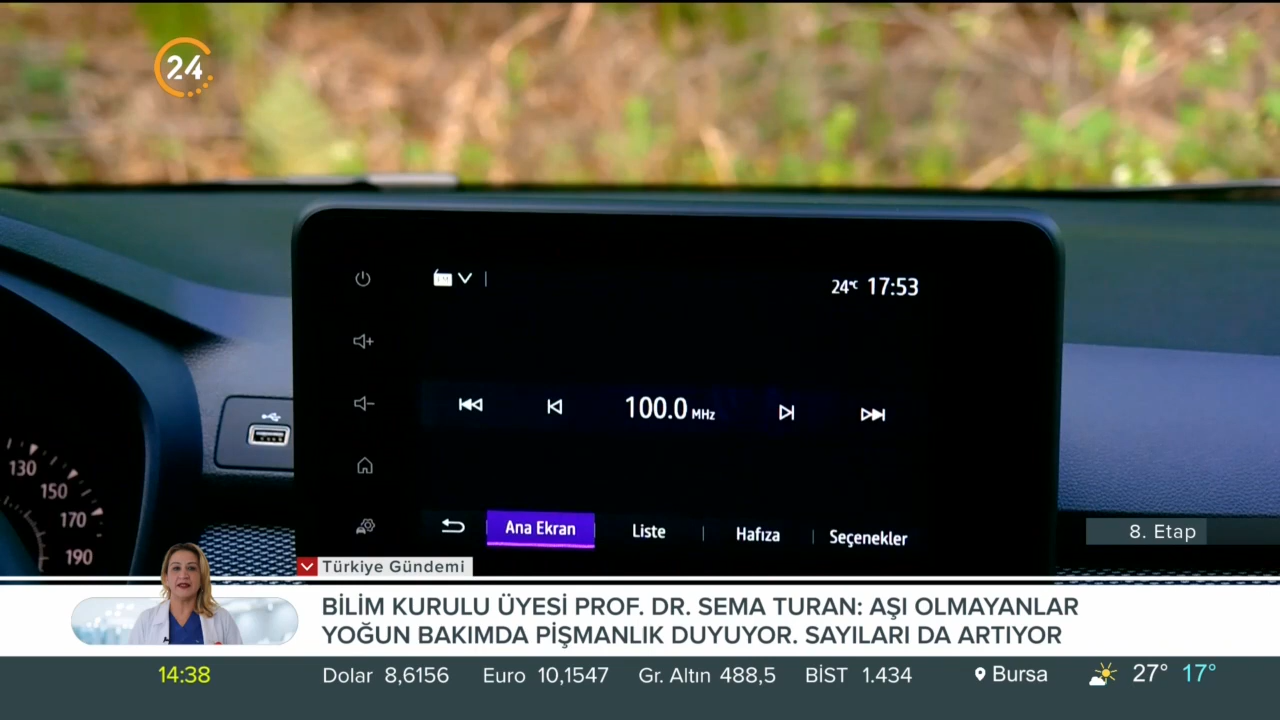 24
24°C 17:53
100.0 MHz
130
150
170
190
Ana Ekran Liste Hafıza Seçenekler
8. Etap
Türkiye Gündemi
BİLİM KURULU ÜYESİ PROF. DR. SEMA TURAN: AŞI OLMAYANLAR
YOĞUN BAKIMDA PİŞMANLIK DUYUYOR. SAYILARI DA ARTIYOR
14:38 Dolar 8,6156 Euro 10,1547 Gr. Altın 488,5 BİST 1.434 Bursa 27° 17°